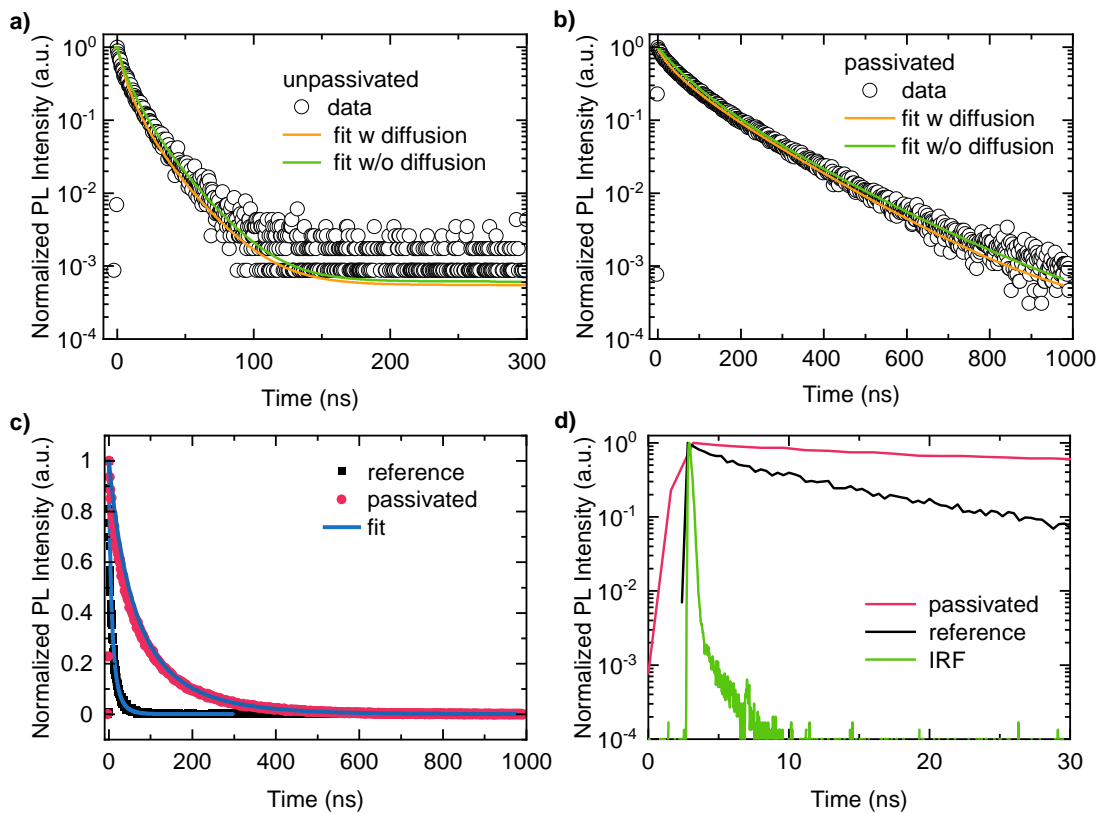 a)
Normalized PL Intensity (a.u.)
10^0
10^-1
10^-2
10^-3
10^-4
unpassivated
data
fit w diffusion
fit w/o diffusion
0
100
200
300
Time (ns)
b)
Normalized PL Intensity (a.u.)
10^0
10^-1
10^-2
10^-3
10^-4
passivated
data
fit w diffusion
fit w/o diffusion
0
200
400
600
800
1000
Time (ns)
c)
Normalized PL Intensity (a.u.)
1
0.8
0.6
0.4
0.2
0
reference
passivated
fit
0
200
400
600
800
1000
Time (ns)
d)
Normalized PL Intensity (a.u.)
10^0
10^-1
10^-2
10^-3
10^-4
passivated
reference
IRF
0
10
20
30
Time (ns)